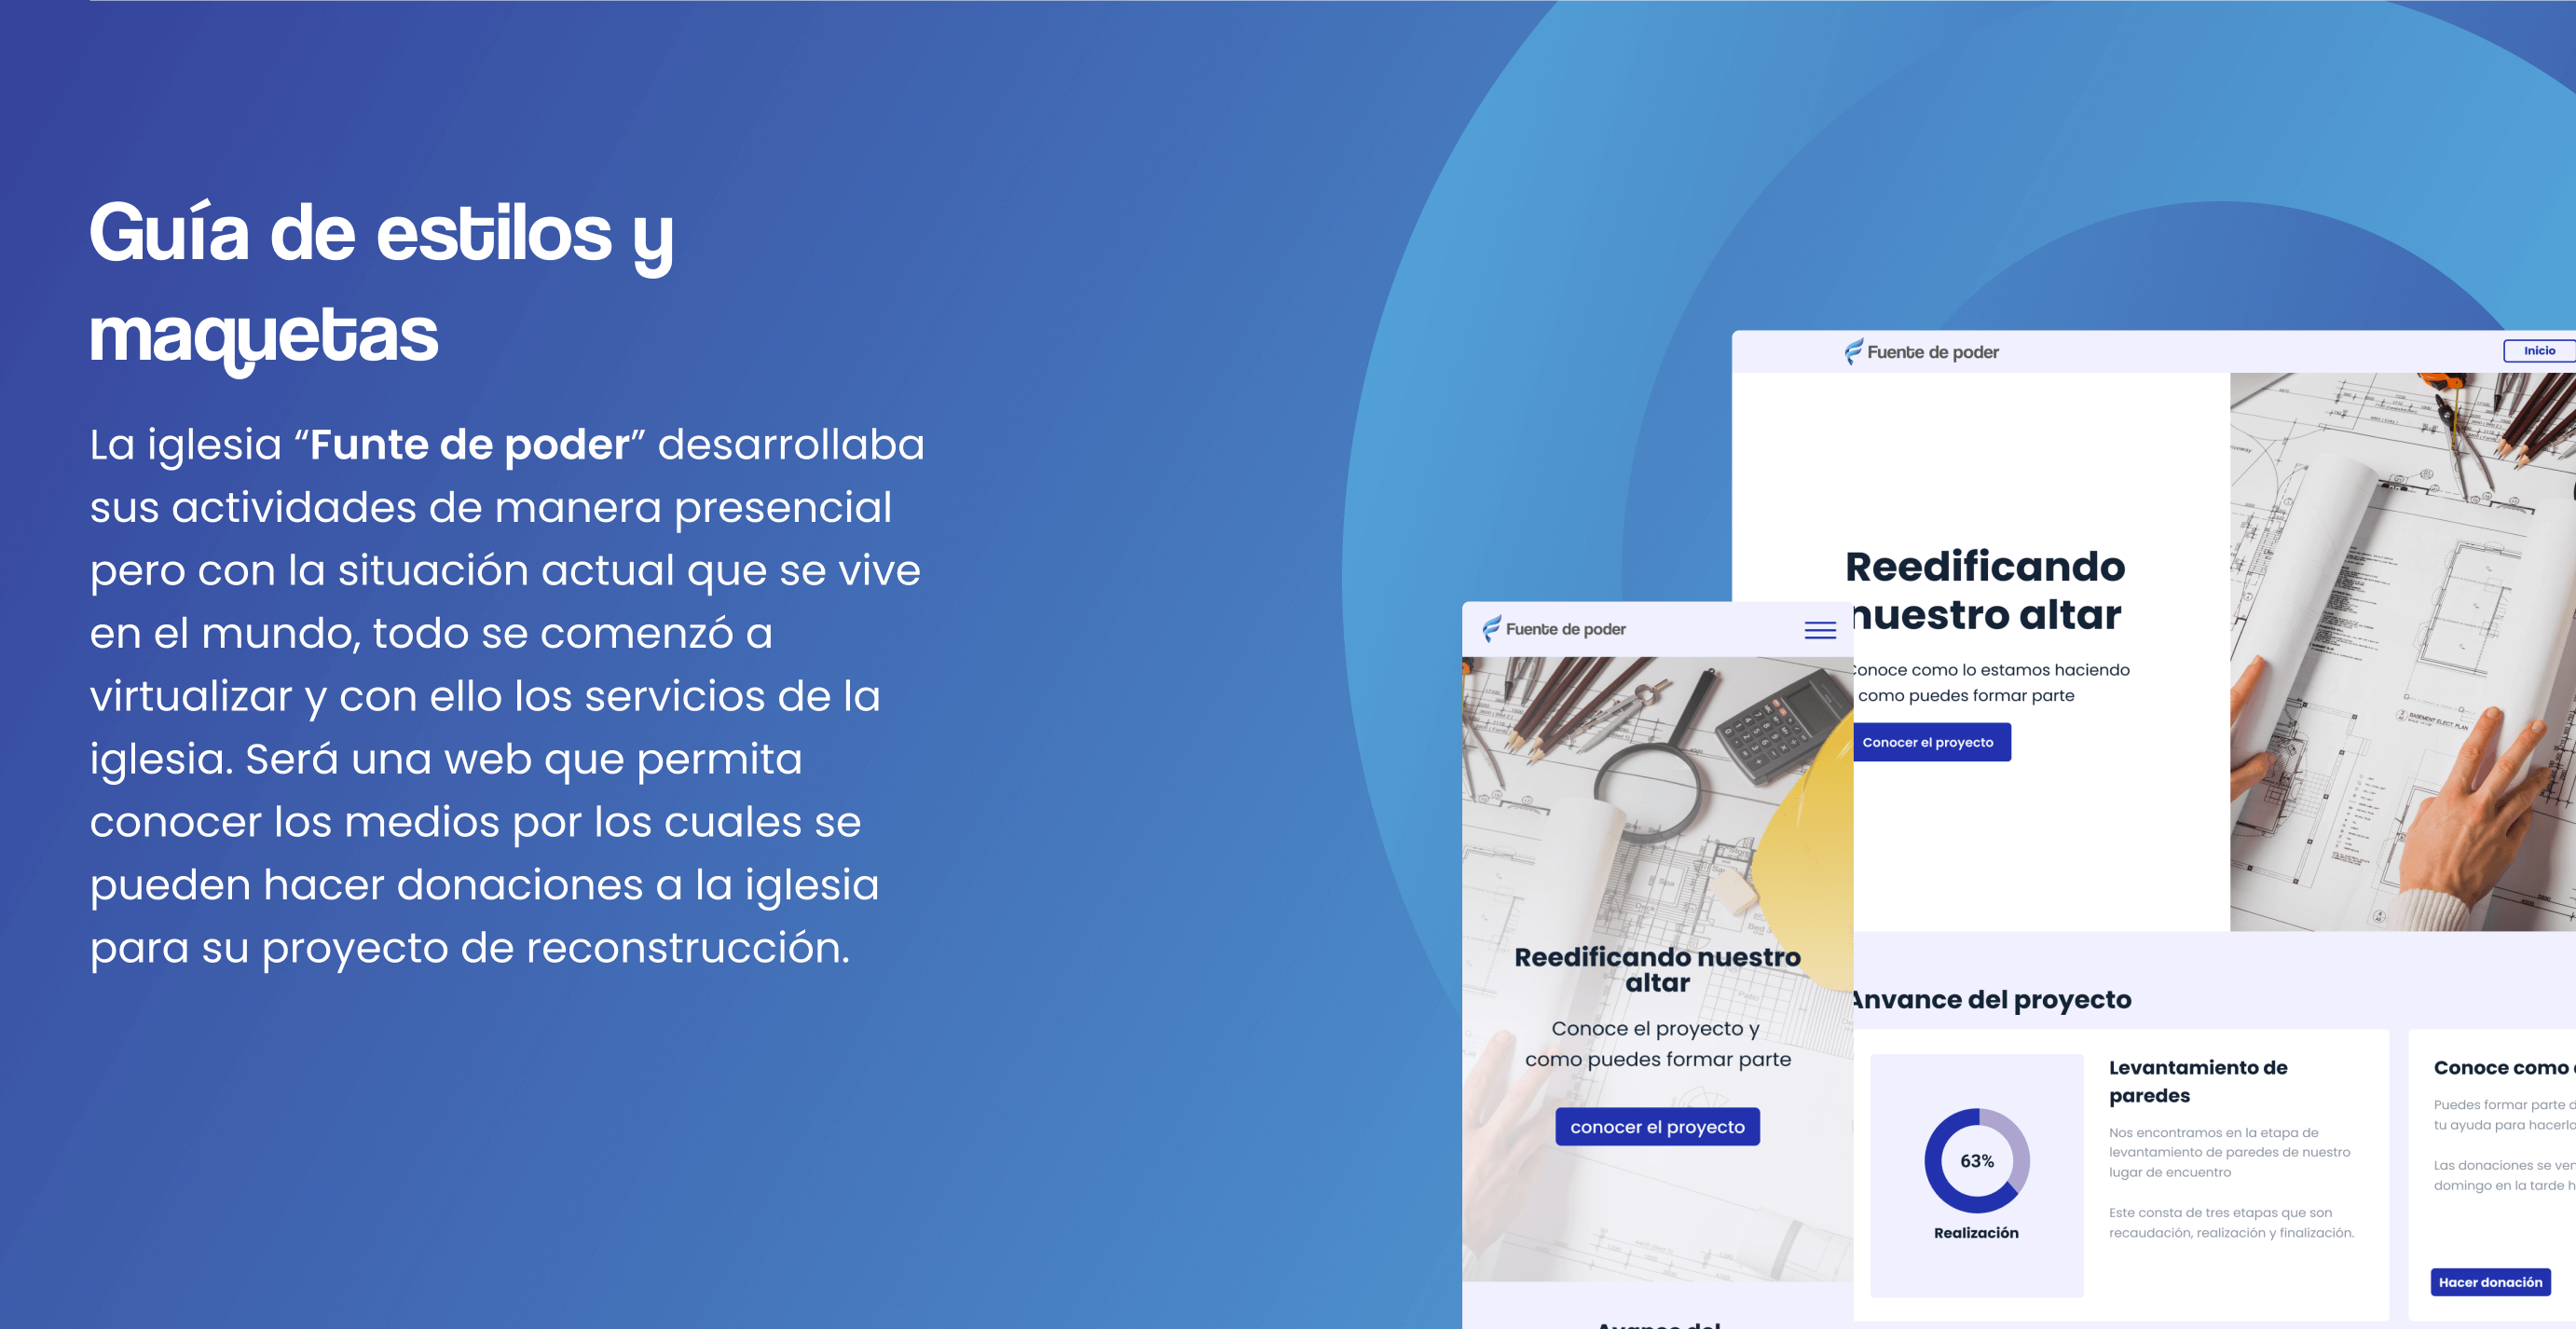 Guía de estilos y
maquetas
La iglesia “Funte de poder” desarrollaba
sus actividades de manera presencial
pero con la situación actual que se vive
en el mundo, todo se comenzó a
virtualizar y con ello los servicios de la
iglesia. Será una web que permita
conocer los medios por los cuales se
pueden hacer donaciones a la iglesia
para su proyecto de reconstrucción.
Fuente de poder
Inicio
Reedificando
nuestro altar
Conoce como lo estamos haciendo
como puedes formar parte
Conocer el proyecto
Anvance del proyecto
63%
Realización
Levantamiento de
paredes
Nos encontramos en la etapa de
levantamiento de paredes de nuestro
lugar de encuentro
Este consta de tres etapas que son
recaudación, realización y finalización.
Conoce como
Puedes formar parte
tu ayuda para hacerlo
Las donaciones se
domingo en la tarde
Hacer donación
Fuente de poder
Reedificando nuestro
altar
Conoce el proyecto y
como puedes formar parte
conocer el proyecto
Avance del